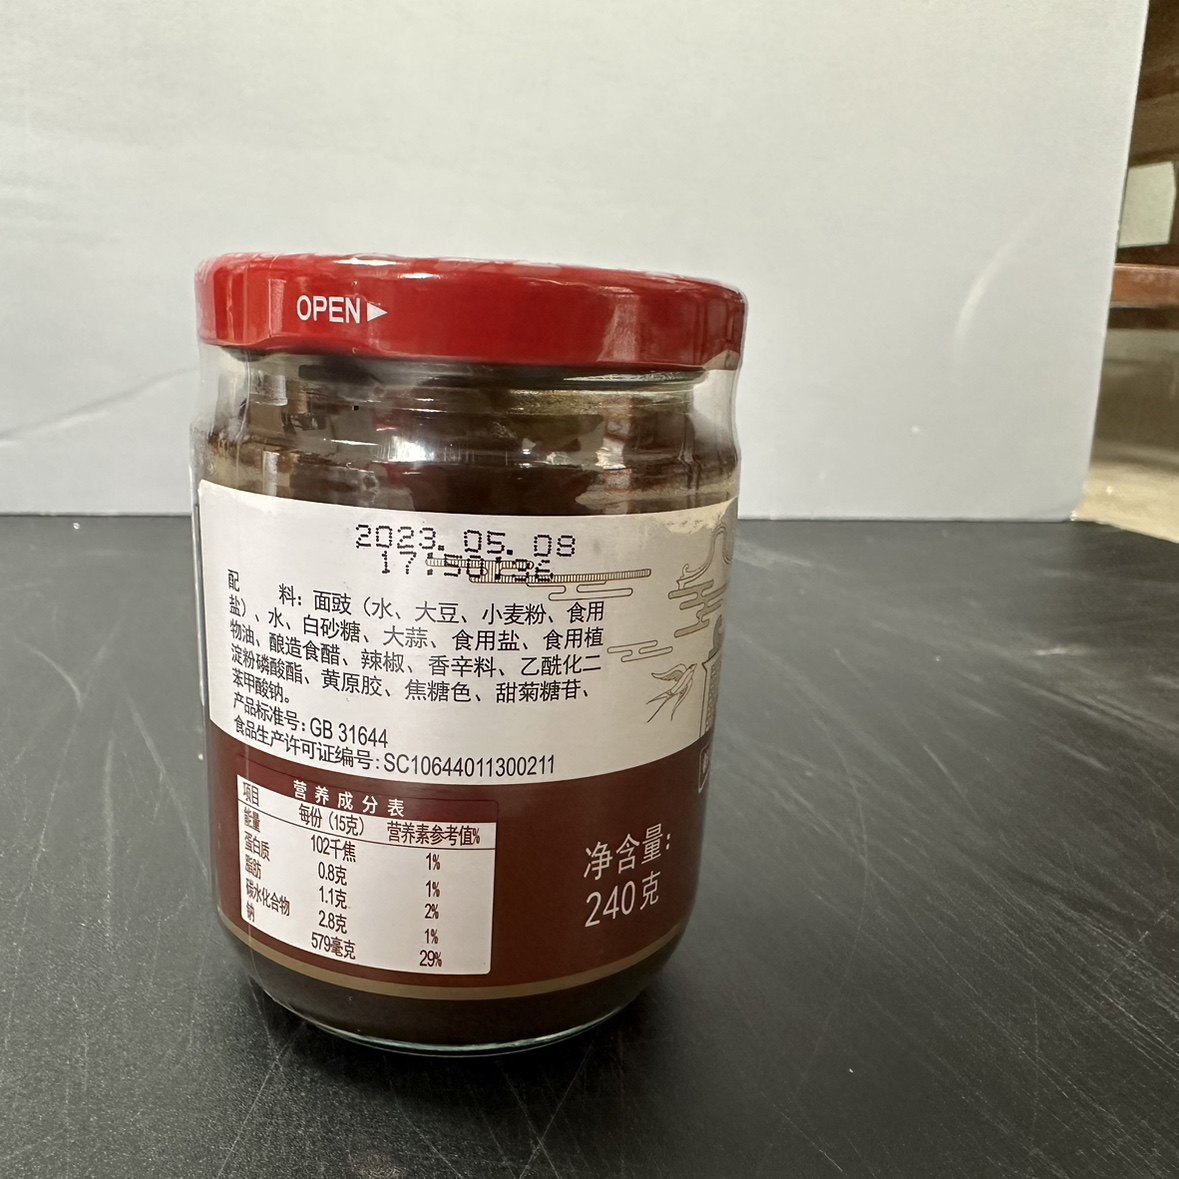 OPEN
2023.05.08
17:50:36
配 料：面豉（水、大豆、小麦粉、食用
盐）、水、白砂糖、大蒜、食用盐、食用植
物油、酿造食醋、辣椒、香辛料、乙酰化二
淀粉磷酸酯、黄原胶、焦糖色、甜菊糖苷、
苯甲酸钠。
产品标准号：GB 31644
食品生产许可证编号：SC10644011300211
营养成分表
项目 每份（15克） 营养素参考值%
能量 102千焦 1%
蛋白质 0.8克 1%
脂肪 1.1克 2%
碳水化合物 2.8克 1%
钠 579毫克 29%
净含量：
240克